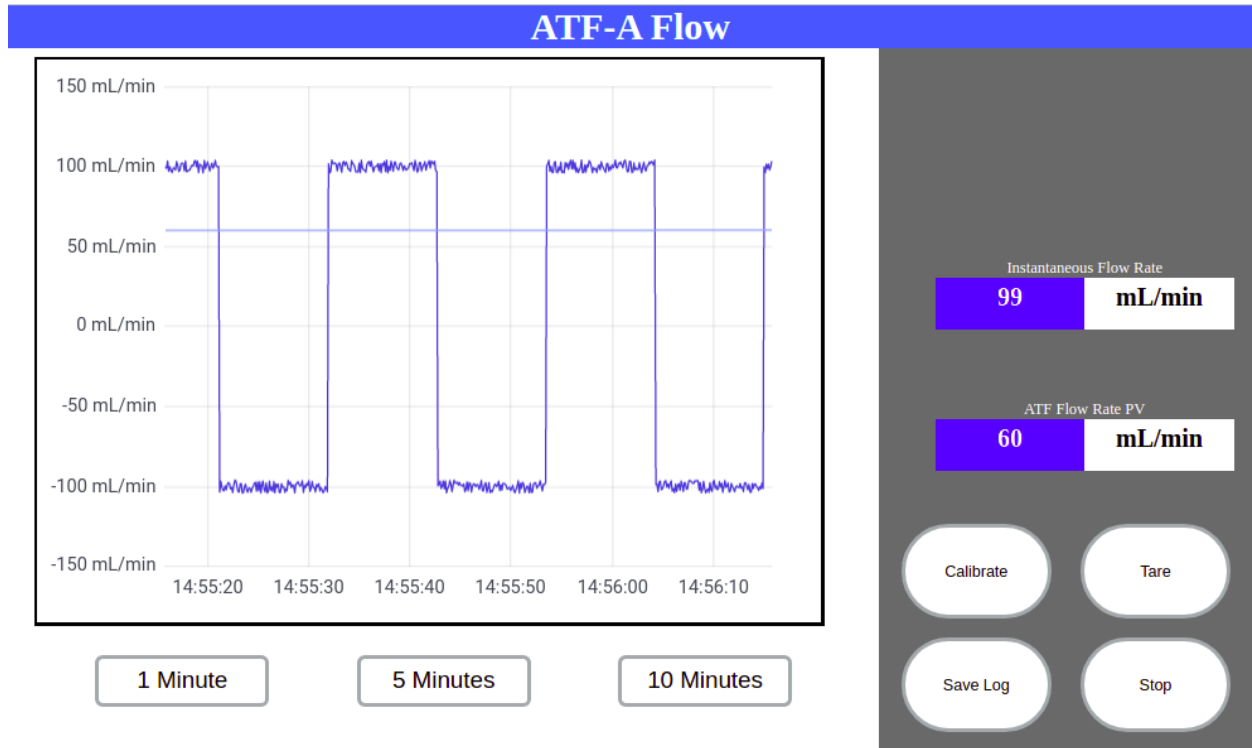 ATF-A Flow
150 mL/min
100 mL/min
50 mL/min
0 mL/min
-50 mL/min
-100 mL/min
-150 mL/min
14:55:20 14:55:30 14:55:40 14:55:50 14:56:00 14:56:10
1 Minute 5 Minutes 10 Minutes
Instantaneous Flow Rate
99 mL/min
ATF Flow Rate PV
60 mL/min
Calibrate Tare
Save Log Stop